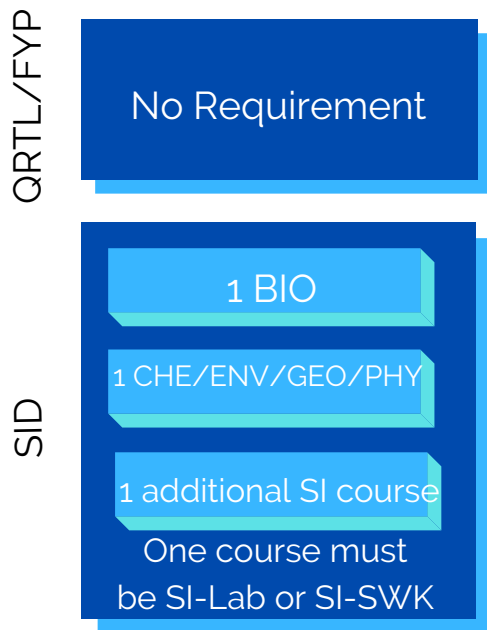 QRTL/FYP
No Requirement
SID
1 BIO
1 CHE/ENV/GEO/PHY
1 additional SI course
One course must
be SI-Lab or SI-SWK